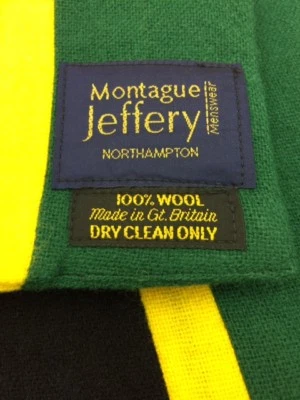 Montague
Jeffery
Menswear
NORTHAMPTON
100% WOOL
Made in Gt. Britain
DRY CLEAN ONLY